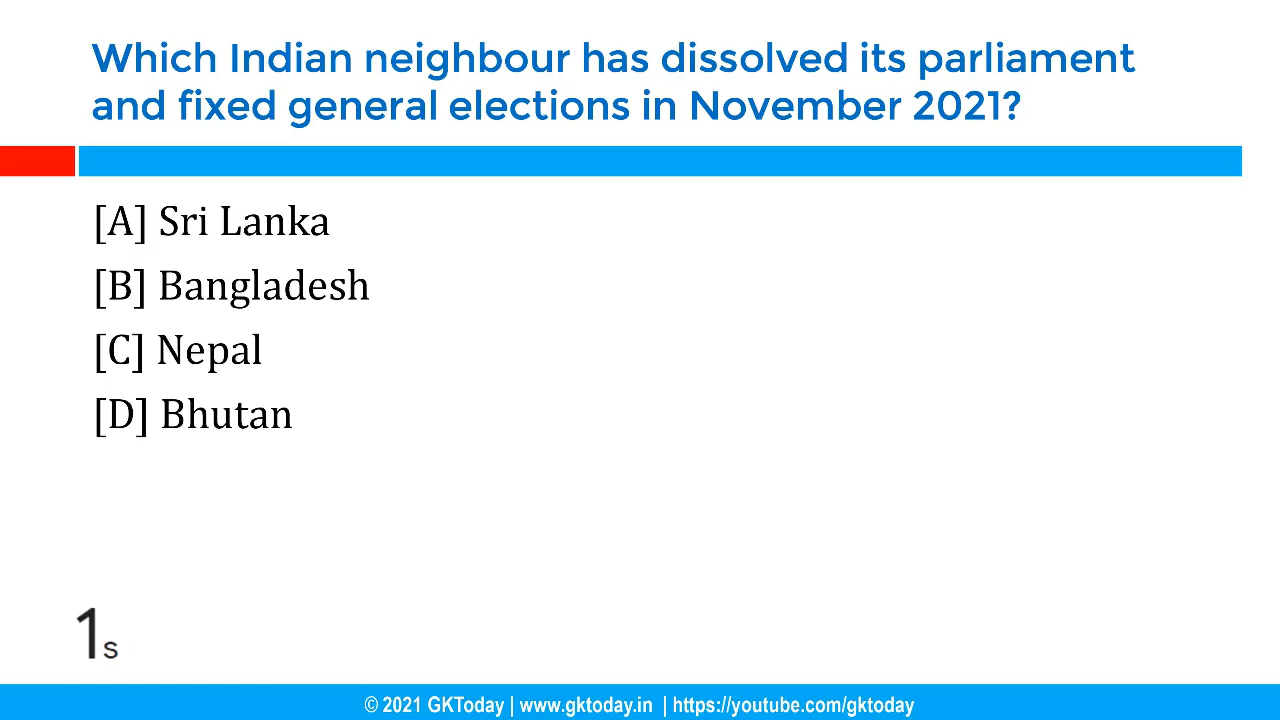 Which Indian neighbour has dissolved its parliament
and fixed general elections in November 2021?
[A] Sri Lanka
[B] Bangladesh
[C] Nepal
[D] Bhutan
1s
© 2021 GKToday | www.gktoday.in | https://youtube.com/gktoday